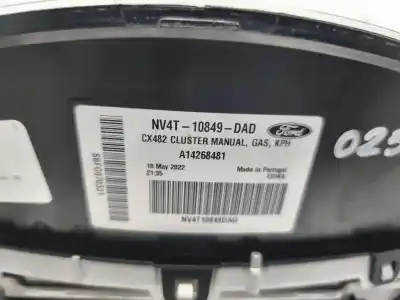 NV4T-10849-DAD
Ford
CX482 CLUSTER MANUAL, GAS, KPH
A14268481
18 May 2022
21:35
Made in Portugal
NV4T10849DAD
023